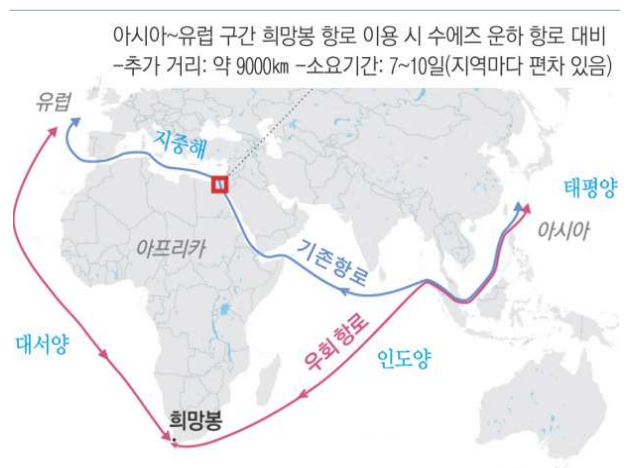 아시아~유럽 구간 희망봉 항로 이용 시 수에즈 운하 항로 대비
-추가 거리: 약 9000㎞ -소요기간: 7~10일(지역마다 편차 있음)
유럽
지중해
태평양
아시아
아프리카
기존항로
우회항로
대서양
인도양
희망봉